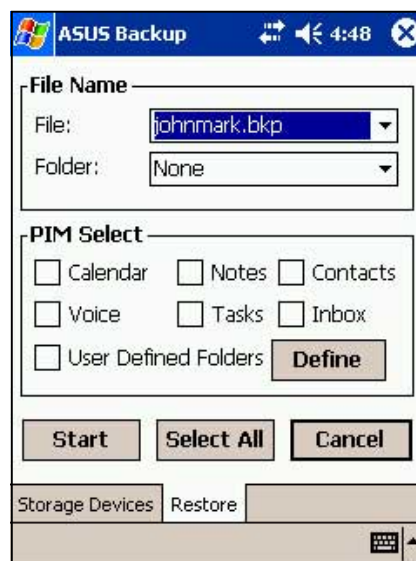 ASUS Backup 4:48
File Name
File: johnmark.bkp
Folder: None
PIM Select
Calendar Notes Contacts
Voice Tasks Inbox
User Defined Folders Define
Start Select All Cancel
Storage Devices Restore